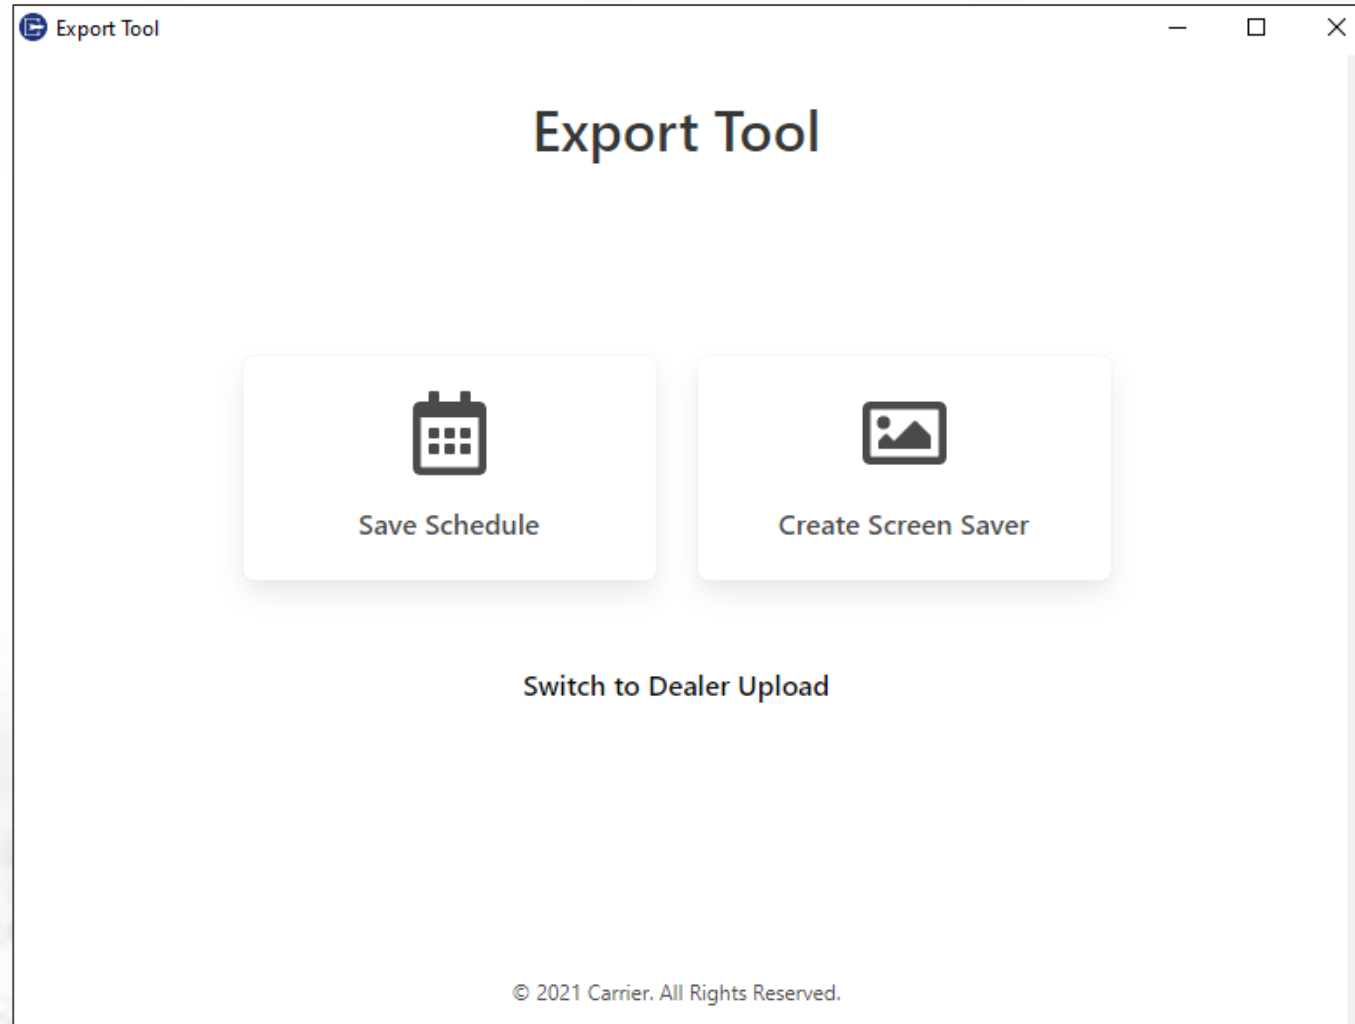 Export Tool
Export Tool
Save Schedule
Create Screen Saver
Switch to Dealer Upload
© 2021 Carrier. All Rights Reserved.